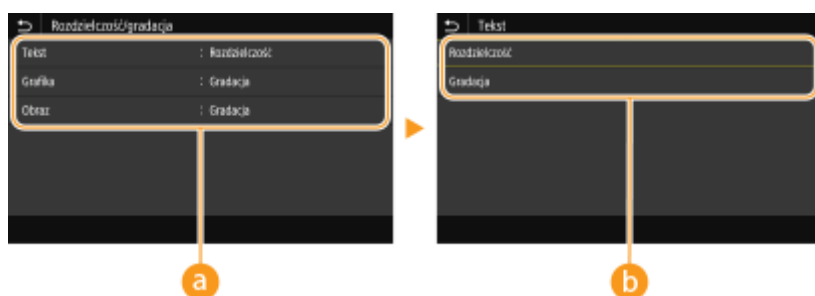 Rozdzielczość/gradacja
Tekst : Rozdzielczość
Grafika : Gradacja
Obraz : Gradacja
a
Tekst
Rozdzielczość
Gradacja
b